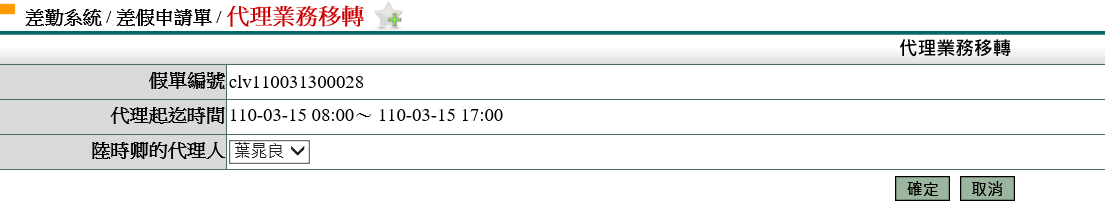 差勤系統 / 差假申請單 / 代理業務移轉
代理業務移轉
假單編號 clv110031300028
代理起迄時間 110-03-15 08:00～ 110-03-15 17:00
陸時卿的代理人 葉晁良
確定 取消